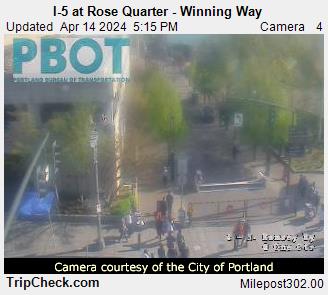 I-5 at Rose Quarter - Winning Way
Updated Apr 14 2024 5:15 PM Camera 4
PBOT
PORTLAND BUREAU OF TRANSPORTATION
Camera courtesy of the City of Portland
TripCheck.com Milepost302.00